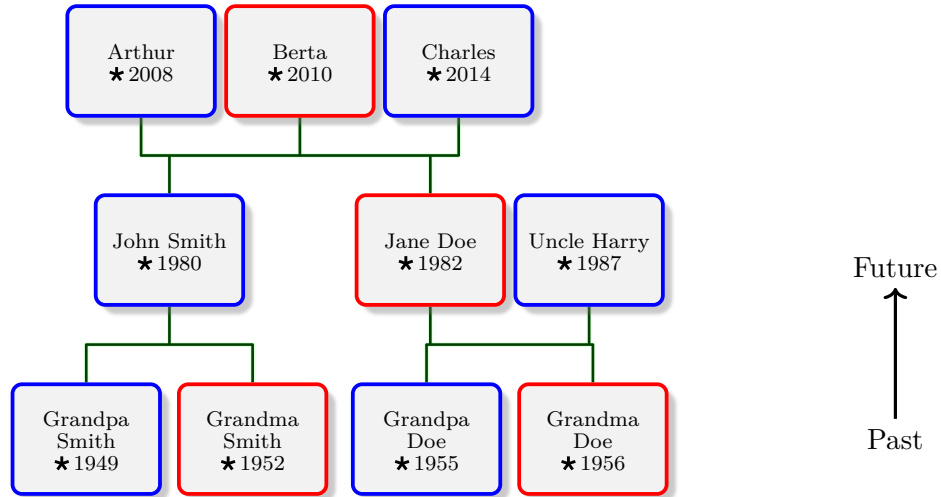 Arthur
★2008
Berta
★2010
Charles
★2014
John Smith
★1980
Jane Doe
★1982
Uncle Harry
★1987
Future
Grandpa
Smith
★1949
Grandma
Smith
★1952
Grandpa
Doe
★1955
Grandma
Doe
★1956
Past